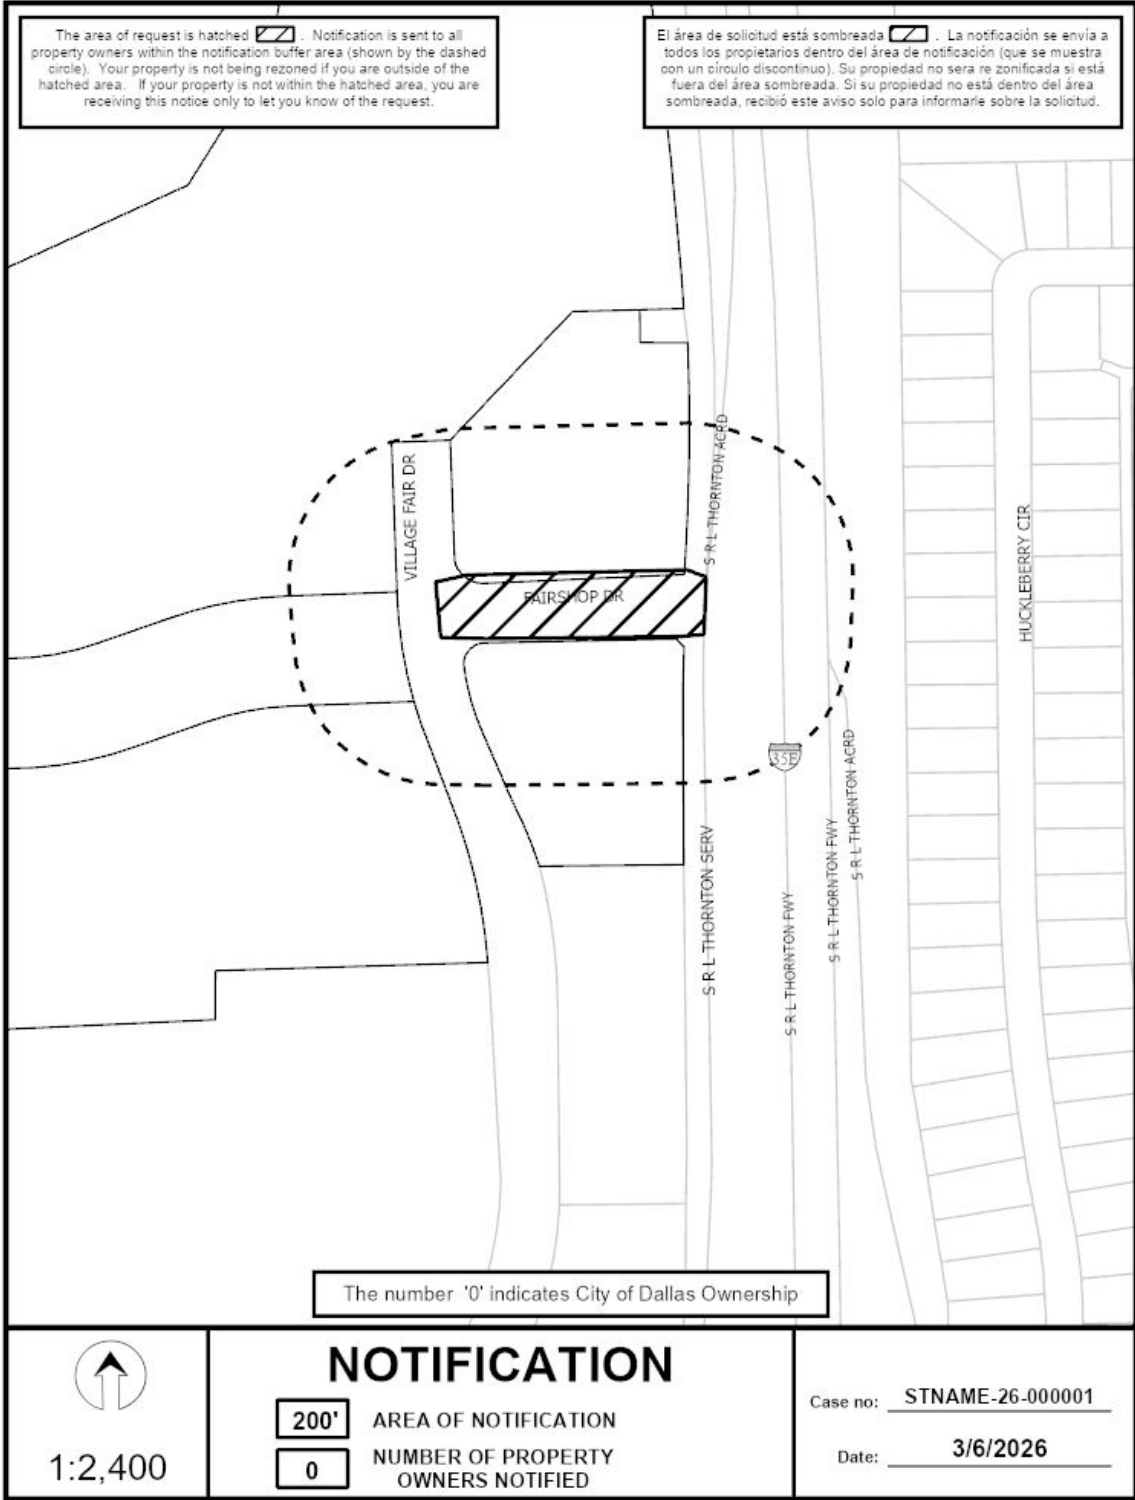 The area of request is hatched . Notification is sent to all
property owners within the notification buffer area (shown by the dashed
circle). Your property is not being rezoned if you are outside of the
hatched area. If your property is not within the hatched area, you are
receiving this notice only to let you know of the request.
El área de solicitud está sombreada . La notificación se envía a
todos los propietarios dentro del área de notificación (que se muestra
con un círculo discontinuo). Su propiedad no sera re zonificada si está
fuera del área sombreada. Si su propiedad no está dentro del área
sombreada, recibió este aviso solo para informarle sobre la solicitud.
VILLAGE FAIR DR
S R L THORNTON ACRD
FAIRSHOP DR
HUCKLEBERRY CIR
35E
S R L THORNTON ACRD
S R L THORNTON SERV
S R L THORNTON FWY
S R L THORNTON FWY
The number '0' indicates City of Dallas Ownership
1:2,400
NOTIFICATION
200' AREA OF NOTIFICATION
0 NUMBER OF PROPERTY
OWNERS NOTIFIED
Case no: STNAME-26-000001
Date: 3/6/2026